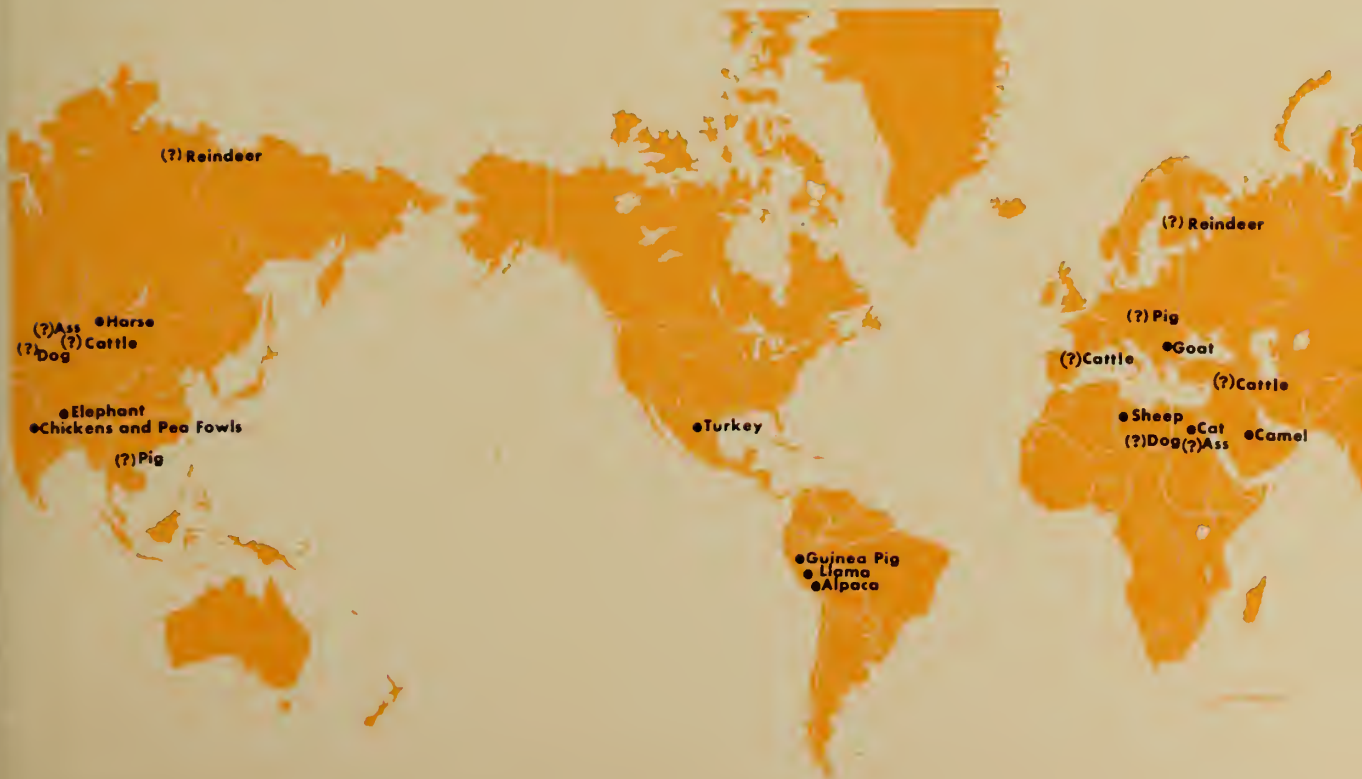 (?) Reindeer
(?) Reindeer
(?)Ass
●Horse
(?)Cattle
(?)Dog
●Elephant
●Chickens and Pea Fowls
(?)Pig
●Turkey
●Guinea Pig
●Llama
●Alpaca
(?)Pig
●Goat
(?)Cattle
(?)Cattle
●Sheep
●Cat
(?)Dog
(?)Ass
●Camel